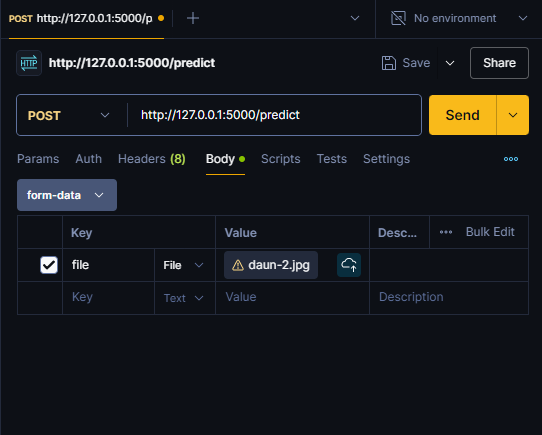 POST http://127.0.0.1:5000/p No environment
HTTP http://127.0.0.1:5000/predict Save Share
POST http://127.0.0.1:5000/predict Send
Params Auth Headers (8) Body Scripts Tests Settings
form-data
Key Value Desc... Bulk Edit
file File daun-2.jpg
Key Text Value Description